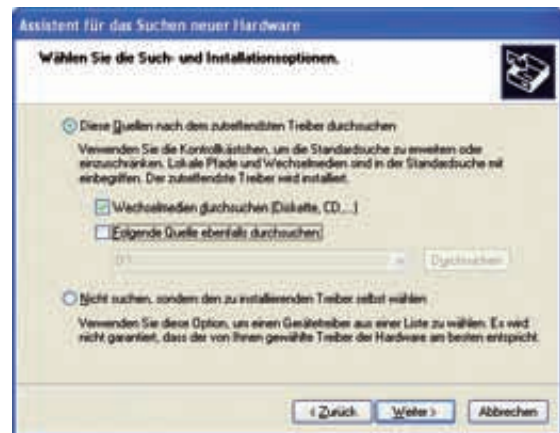 Assistent für das Suchen neuer Hardware
Wählen Sie die Such- und Installationsoptionen.
Diese Quellen nach dem zutreffendsten Treiber durchsuchen
Verwenden Sie die Kontrollkästchen, um die Standardsuche zu erweitern oder
einzuschränken. Lokale Pfade und Wechselmedien sind in der Standardsuche mit
einbegriffen. Der zutreffendste Treiber wird installiert.
Wechselmedien durchsuchen (Diskette, CD,...)
Folgende Quelle ebenfalls durchsuchen:
D:\
Durchsuchen
Nicht suchen, sondern den zu installierenden Treiber selbst wählen
Verwenden Sie diese Option, um einen Gerätetreiber aus einer Liste zu wählen. Es wird
nicht garantiert, dass der von Ihnen gewählte Treiber der Hardware am besten entspricht.
< Zurück Weiter > Abbrechen